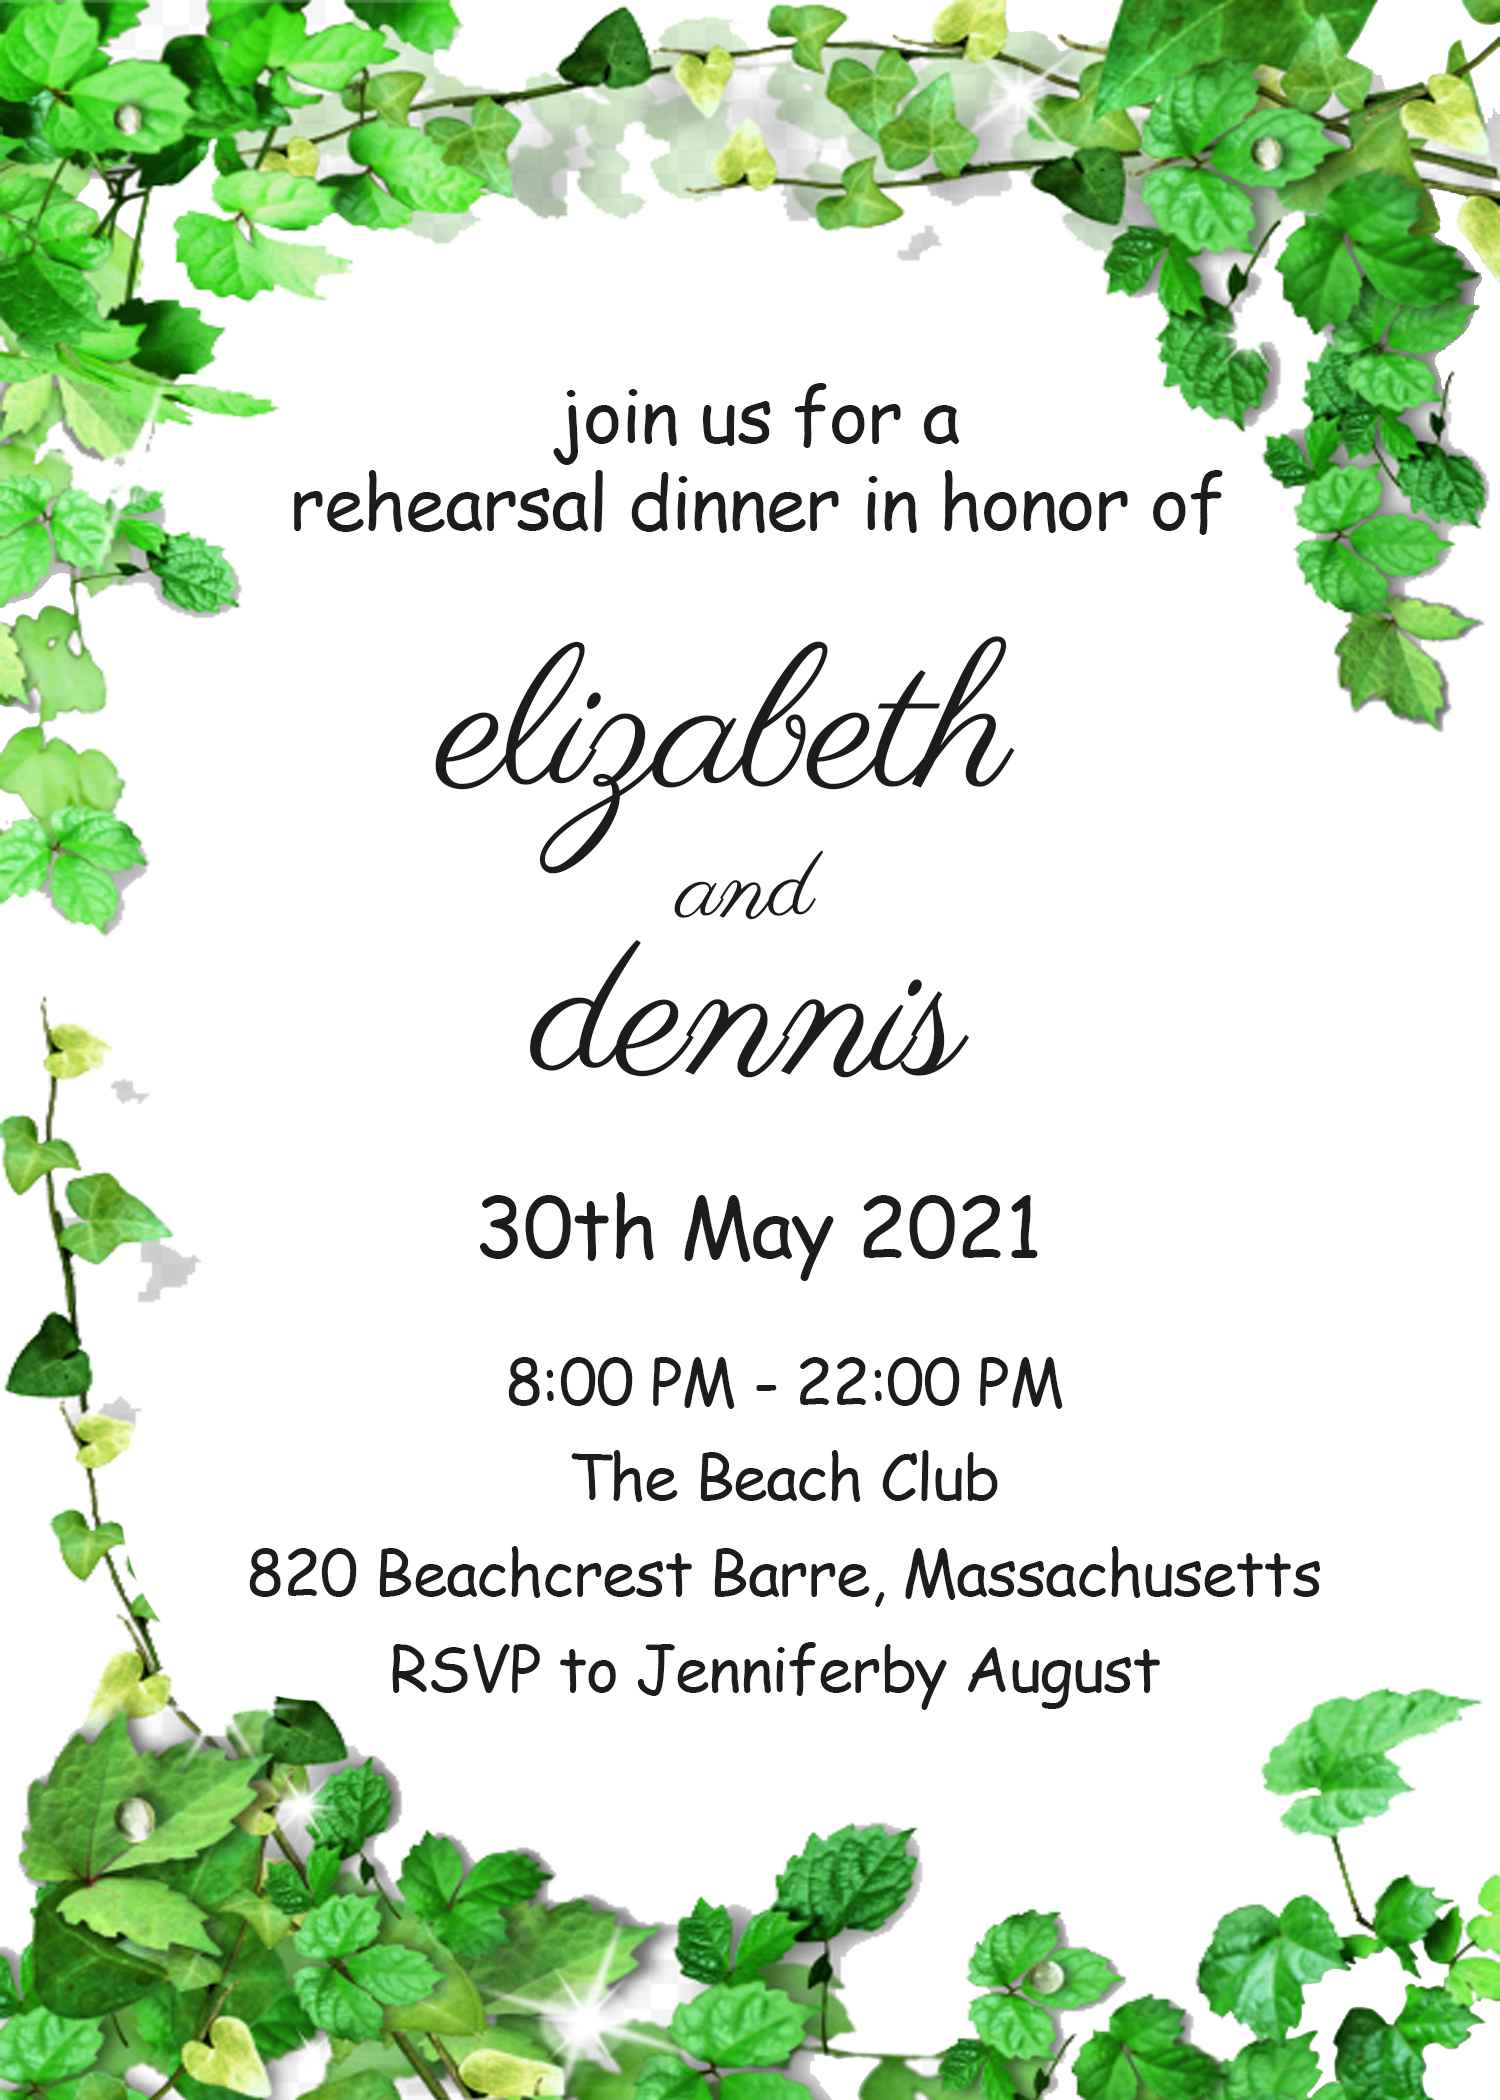 join us for a
rehearsal dinner in honor of
elizabeth
and
dennis
30th May 2021
8:00 PM - 22:00 PM
The Beach Club
820 Beachcrest Barre, Massachusetts
RSVP to Jenniferby August